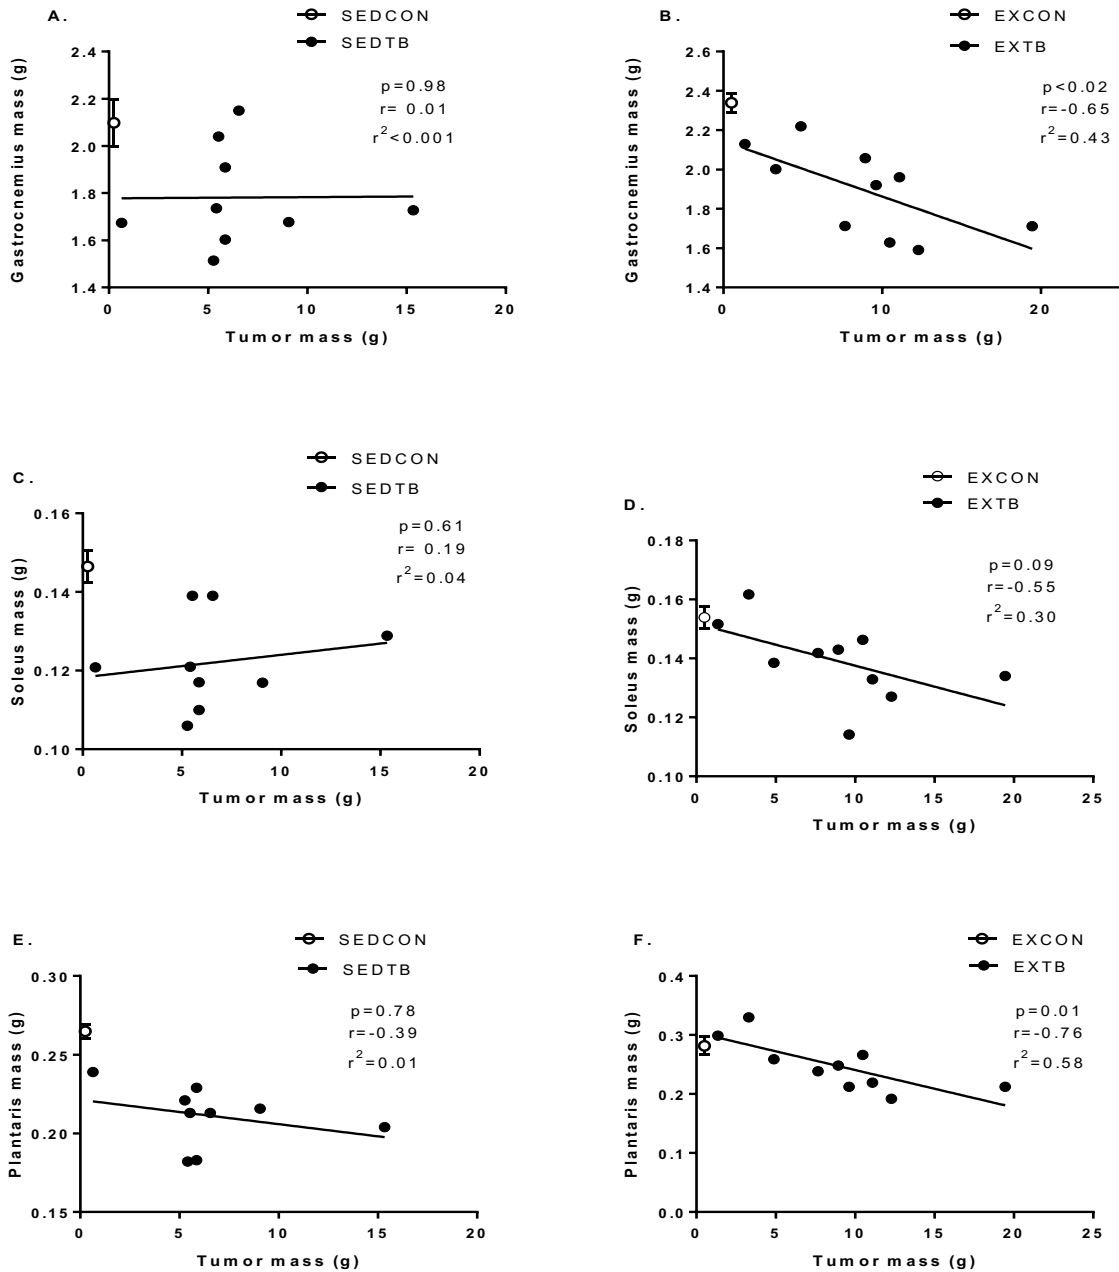 A.
SEDCON
SEDTB
p=0.98
r= 0.01
r²<0.001
Gastrocnemius mass (g)
2.4
2.2
2.0
1.8
1.6
1.4
0 5 10 15 20
Tumor mass (g)
B.
EXCON
EXTB
p<0.02
r=-0.65
r²=0.43
Gastrocnemius mass (g)
2.6
2.4
2.2
2.0
1.8
1.6
1.4
0 10 20
Tumor mass (g)
C.
SEDCON
SEDTB
p=0.61
r= 0.19
r²=0.04
Soleus mass (g)
0.16
0.14
0.12
0.10
0 5 10 15 20
Tumor mass (g)
D.
EXCON
EXTB
p=0.09
r=-0.55
r²=0.30
Soleus mass (g)
0.18
0.16
0.14
0.12
0.10
0 5 10 15 20 25
Tumor mass (g)
E.
SEDCON
SEDTB
p=0.78
r=-0.39
r²=0.01
Plantaris mass (g)
0.30
0.25
0.20
0.15
0 5 10 15 20
Tumor mass (g)
F.
EXCON
EXTB
p=0.01
r=-0.76
r²=0.58
Plantaris mass (g)
0.4
0.3
0.2
0.1
0.0
0 5 10 15 20 25
Tumor mass (g)